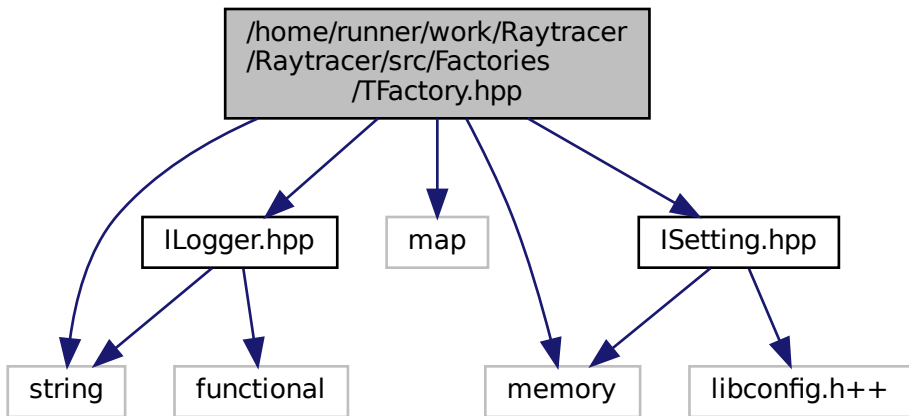 /home/runner/work/Raytracer
/Raytracer/src/Factories
/TFactory.hpp
ILogger.hpp
map
ISetting.hpp
string
functional
memory
libconfig.h++